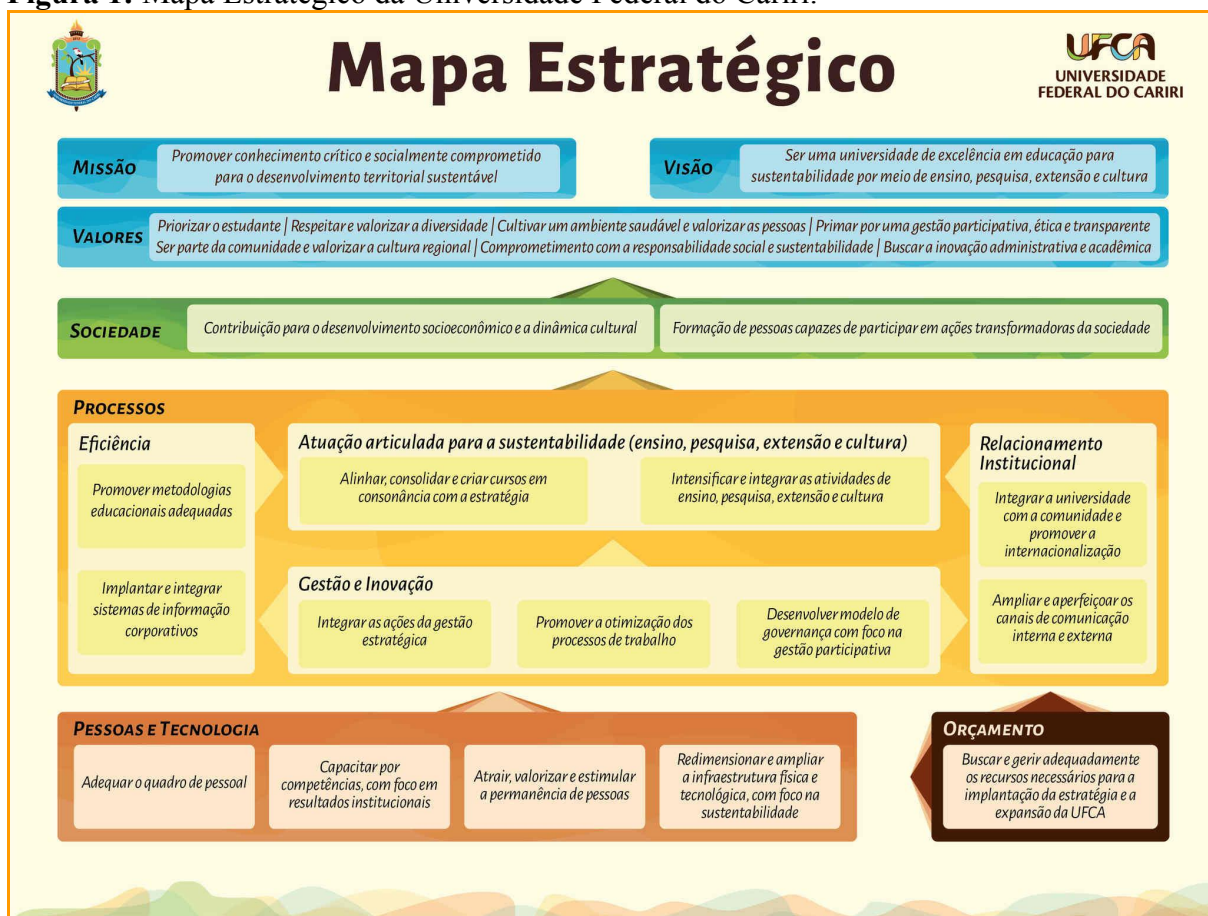 Figura 1: Mapa Estratégico da Universidade Federal do Cariri.
Mapa Estratégico
UFCA
UNIVERSIDADE
FEDERAL DO CARIRI
MISSÃO
Promover conhecimento crítico e socialmente comprometido
para o desenvolvimento territorial sustentável
VISÃO
Ser uma universidade de excelência em educação para
sustentabilidade por meio de ensino, pesquisa, extensão e cultura
VALORES
Priorizar o estudante | Respeitar e valorizar a diversidade | Cultivar um ambiente saudável e valorizar as pessoas | Primar por uma gestão participativa, ética e transparente
Ser parte da comunidade e valorizar a cultura regional | Comprometimento com a responsabilidade social e sustentabilidade | Buscar a inovação administrativa e acadêmica
SOCIEDADE
Contribuição para o desenvolvimento socioeconômico e a dinâmica cultural
Formação de pessoas capazes de participar em ações transformadoras da sociedade
PROCESSOS
Eficiência
Promover metodologias
educacionais adequadas
Implantar e integrar
sistemas de informação
corporativos
Atuação articulada para a sustentabilidade (ensino, pesquisa, extensão e cultura)
Alinhar, consolidar e criar cursos em
consonância com a estratégia
Intensificar e integrar as atividades de
ensino, pesquisa, extensão e cultura
Gestão e Inovação
Integrar as ações da gestão
estratégica
Promover a otimização dos
processos de trabalho
Desenvolver modelo de
governança com foco na
gestão participativa
Relacionamento
Institucional
Integrar a universidade
com a comunidade e
promover a
internacionalização
Ampliar e aperfeiçoar os
canais de comunicação
interna e externa
PESSOAS E TECNOLOGIA
Adequar o quadro de pessoal
Capacitar por
competências, com foco em
resultados institucionais
Atrair, valorizar e estimular
a permanência de pessoas
Redimensionar e ampliar
a infraestrutura física e
tecnológica, com foco na
sustentabilidade
ORÇAMENTO
Buscar e gerir adequadamente
os recursos necessários para a
implantação da estratégia e a
expansão da UFCA